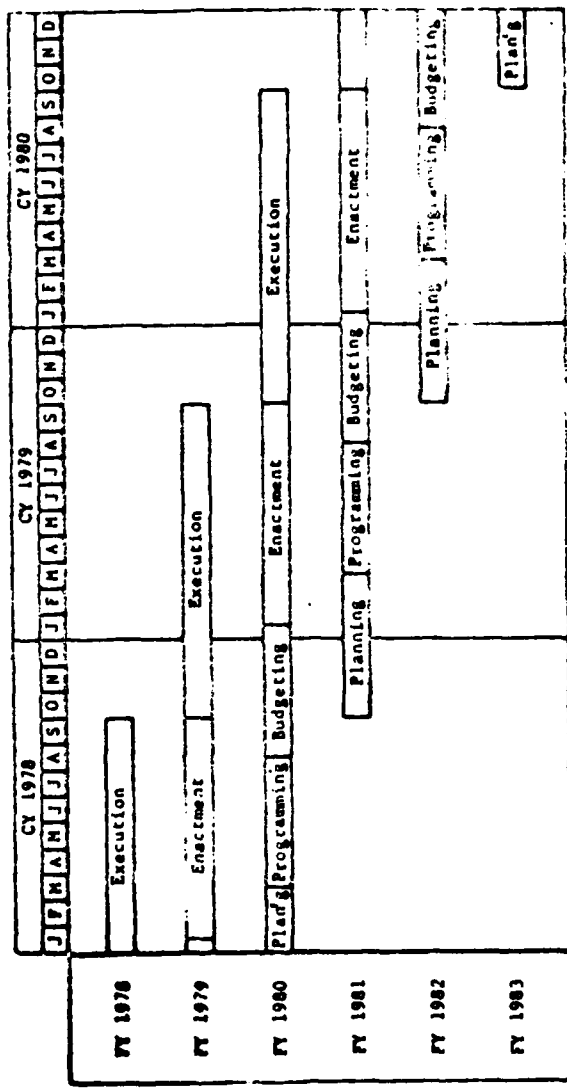 CY 1978 CY 1979 CY 1980
J F M A M J J A S O N D J F M A M J J A S O N D J F M A M J J A S O N D
FY 1978 Execution
FY 1979 Enactment Execution
FY 1980 Plan'g Programming Budgeting Enactment Execution
FY 1981 Planning Programming Budgeting Enactment
FY 1982 Planning Programming Budgeting
FY 1983 Plan'g